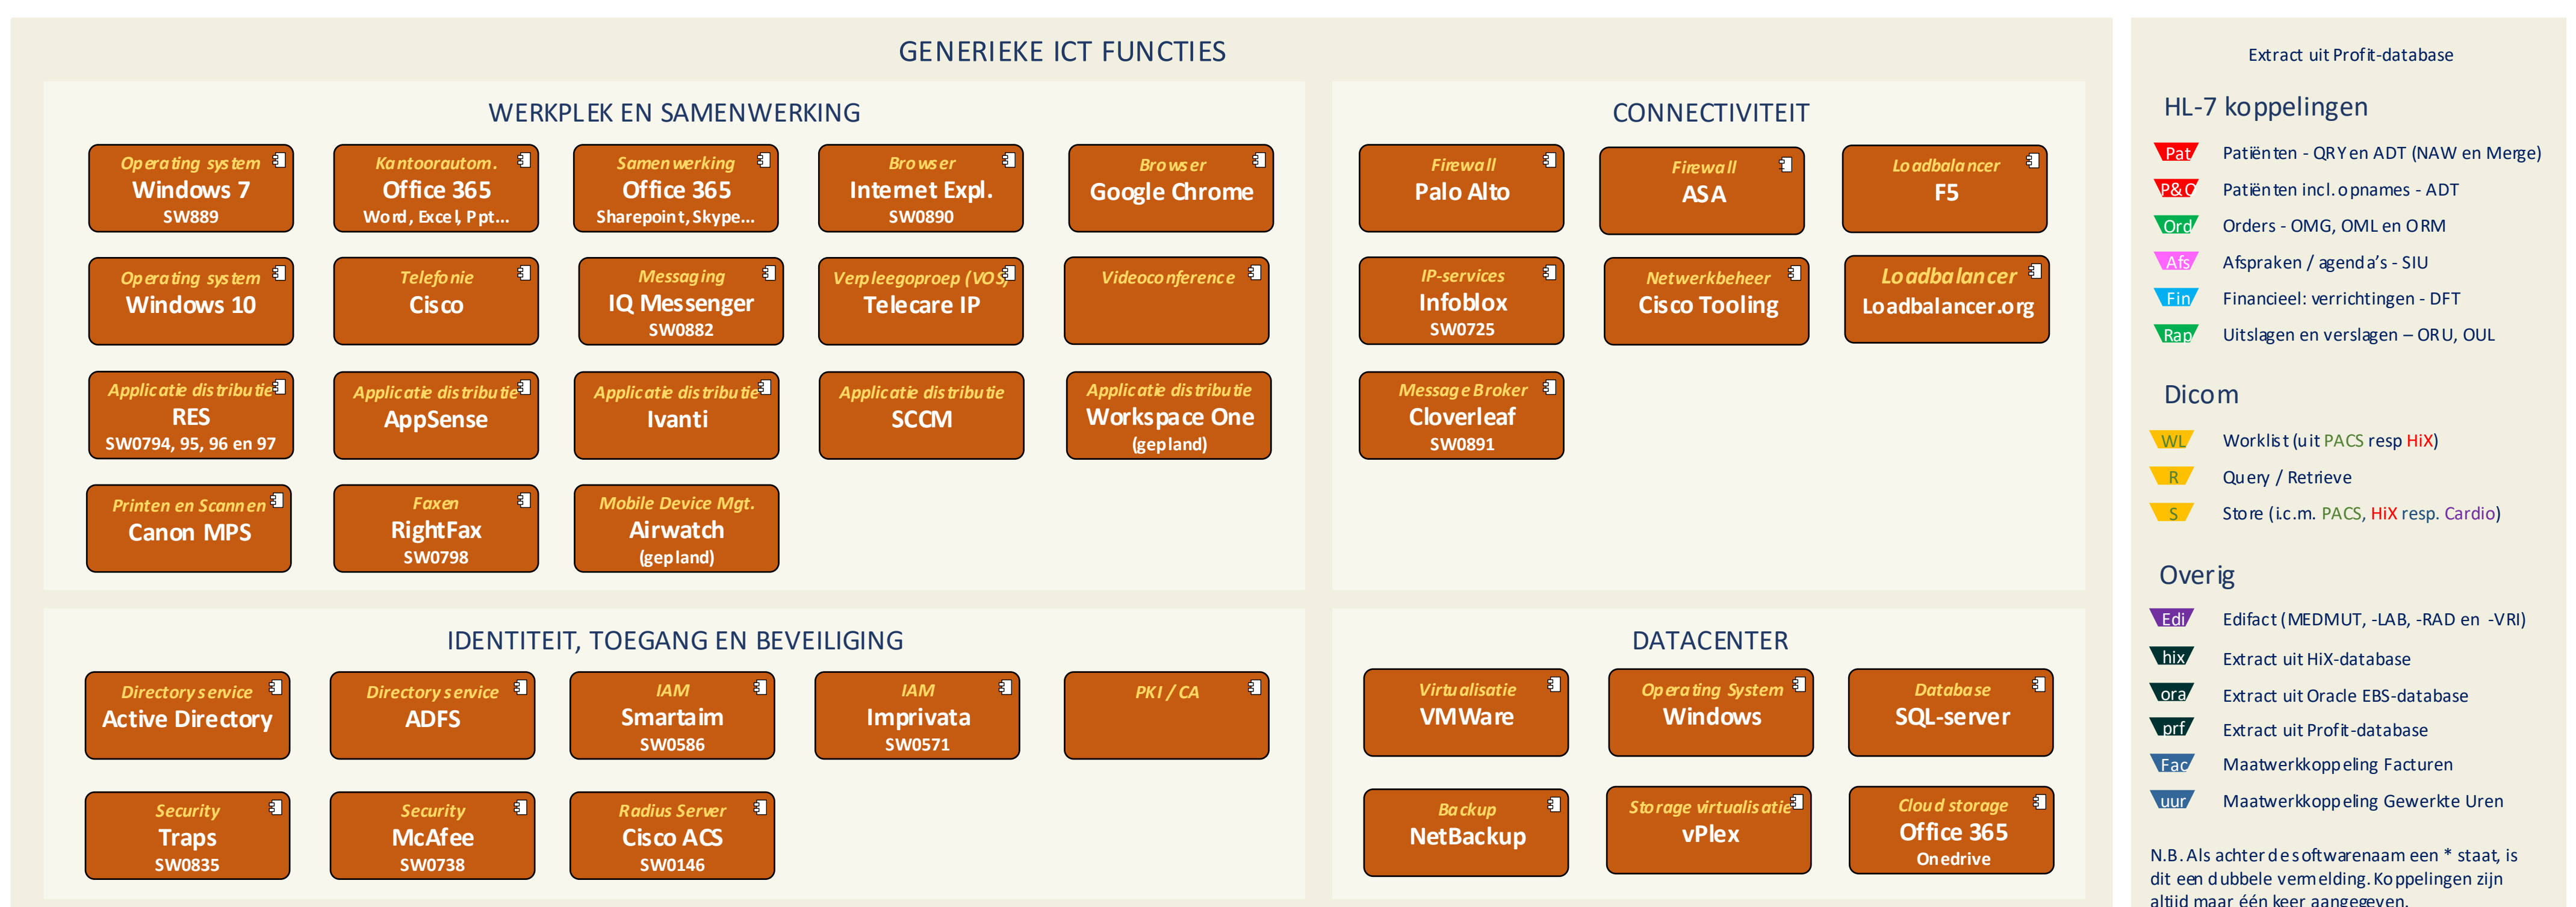 GENERIEKE ICT FUNCTIES
WERKPLEK EN SAMENWERKING
Operating system
Windows 7
SW889
Kantoorautom.
Office 365
Word, Excel, Ppt...
Samenwerking
Office 365
Sharepoint, Skype...
Browser
Internet Expl.
SW0890
Browser
Google Chrome
Operating system
Windows 10
Telefonie
Cisco
Messaging
IQ Messenger
SW0882
Verpleegoproep (VOS)
Telecare IP
Videoconference
Applicatie distributie
RES
SW0794, 95, 96 en 97
Applicatie distributie
AppSense
Applicatie distributie
Ivanti
Applicatie distributie
SCCM
Applicatie distributie
Workspace One
(gepland)
Printen en Scannen
Canon MPS
Faxen
RightFax
SW0798
Mobile Device Mgt.
Airwatch
(gepland)
CONNECTIVITEIT
Firewall
Palo Alto
Firewall
ASA
Loadbalancer
F5
IP-services
Infoblox
SW0725
Netwerkbeheer
Cisco Tooling
Loadbalancer
Loadbalancer.org
Message Broker
Cloverleaf
SW0891
IDENTITEIT, TOEGANG EN BEVEILIGING
Directory service
Active Directory
Directory service
ADFS
IAM
Smartaim
SW0586
IAM
Imprivata
SW0571
PKI / CA
Security
Traps
SW0835
Security
McAfee
SW0738
Radius Server
Cisco ACS
SW0146
DATACENTER
Virtualisatie
VMWare
Operating System
Windows
Database
SQL-server
Backup
NetBackup
Storage virtualisatie
vPlex
Cloud storage
Office 365
Onedrive
Extract uit Profit-database
HL-7 koppelingen
Pat Patiënten - QRY en ADT (NAW en Merge)
P&O Patiënten incl. opnames - ADT
Ord Orders - OMG, OML en ORM
Afs Afspraken / agenda's - SIU
Fin Financieel: verrichtingen - DFT
Rap Uitslagen en verslagen – ORU, OUL
Dicom
WL Worklist (uit PACS resp HiX)
R Query / Retrieve
S Store (i.c.m. PACS, HiX resp. Cardio)
Overig
Edi Edifact (MEDMUT, -LAB, -RAD en -VRI)
hix Extract uit HiX-database
ora Extract uit Oracle EBS-database
prf Extract uit Profit-database
Fac Maatwerkkoppeling Facturen
uur Maatwerkkoppeling Gewerkte Uren
N.B. Als achter de softwarenaam een * staat, is
dit een dubbele vermelding. Koppelingen zijn
altijd maar één keer aangegeven.